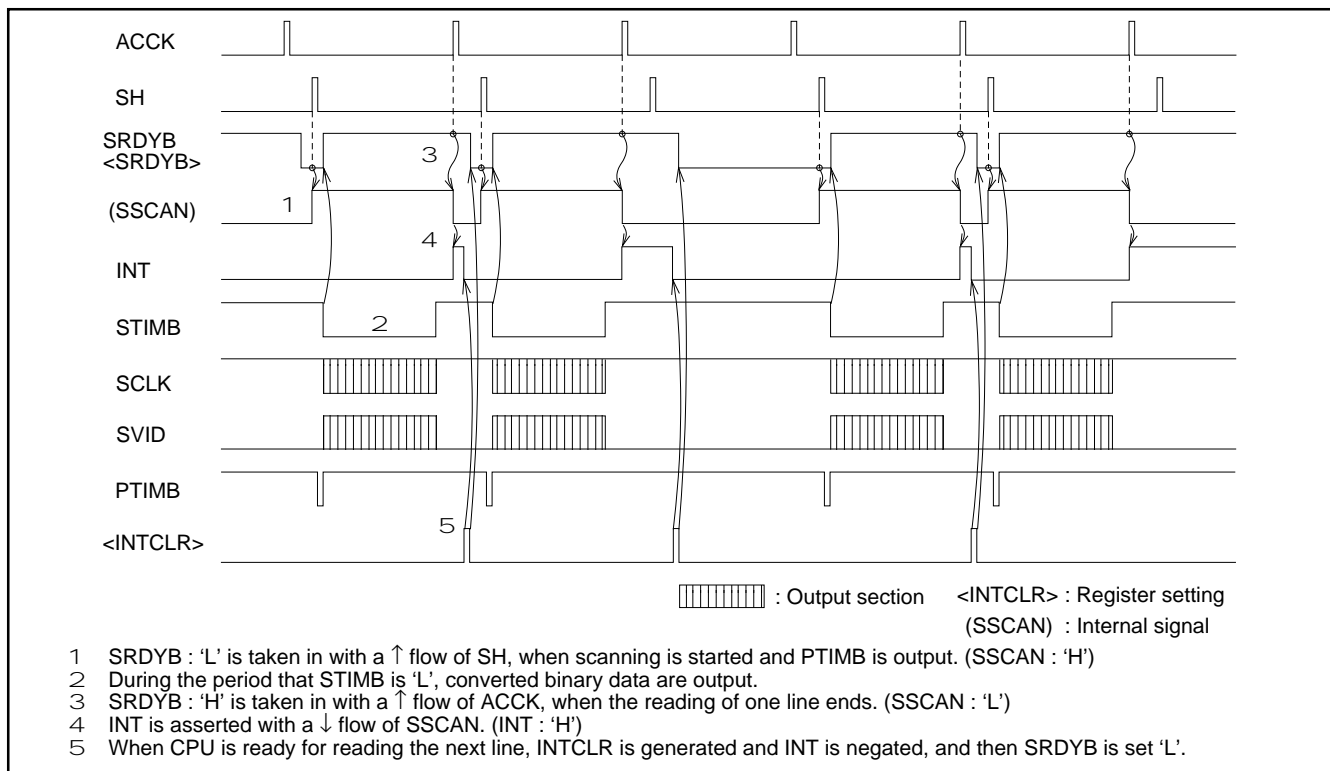 ACCK
SH
SRDYB
<SRDYB>
3
1
(SSCAN)
4
INT
2
STIMB
SCLK
SVID
PTIMB
5
<INTCLR>
: Output section <INTCLR> : Register setting
(SSCAN) : Internal signal
1 SRDYB : ‘L’ is taken in with a ↑ flow of SH, when scanning is started and PTIMB is output. (SSCAN : ‘H’)
2 During the period that STIMB is ‘L’, converted binary data are output.
3 SRDYB : ‘H’ is taken in with a ↑ flow of ACCK, when the reading of one line ends. (SSCAN : ‘L’)
4 INT is asserted with a ↓ flow of SSCAN. (INT : ‘H’)
5 When CPU is ready for reading the next line, INTCLR is generated and INT is negated, and then SRDYB is set ‘L’.